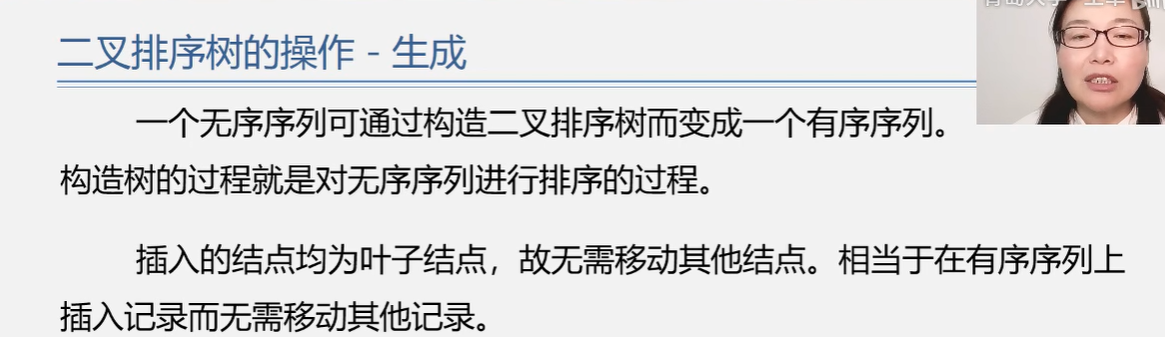 二叉排序树的操作 - 生成
一个无序序列可通过构造二叉排序树而变成一个有序序列。
构造树的过程就是对无序序列进行排序的过程。
插入的结点均为叶子结点，故无需移动其他结点。相当于在有序序列上
插入记录而无需移动其他记录。